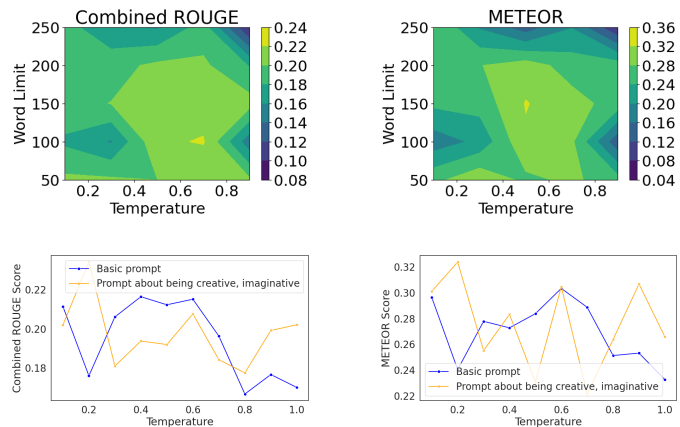 Combined ROUGE
METEOR
250
200
150
100
50
Word Limit
0.2 0.4 0.6 0.8
Temperature
0.24
0.22
0.20
0.18
0.16
0.14
0.12
0.10
0.08
250
200
150
100
50
Word Limit
0.2 0.4 0.6 0.8
Temperature
0.36
0.32
0.28
0.24
0.20
0.16
0.12
0.08
0.04
Combined ROUGE Score
0.22
0.20
0.18
Basic prompt
Prompt about being creative, imaginative
0.2 0.4 0.6 0.8 1.0
Temperature
METEOR Score
0.32
0.30
0.28
0.26
0.24
0.22
Basic prompt
Prompt about being creative, imaginative
0.2 0.4 0.6 0.8 1.0
Temperature